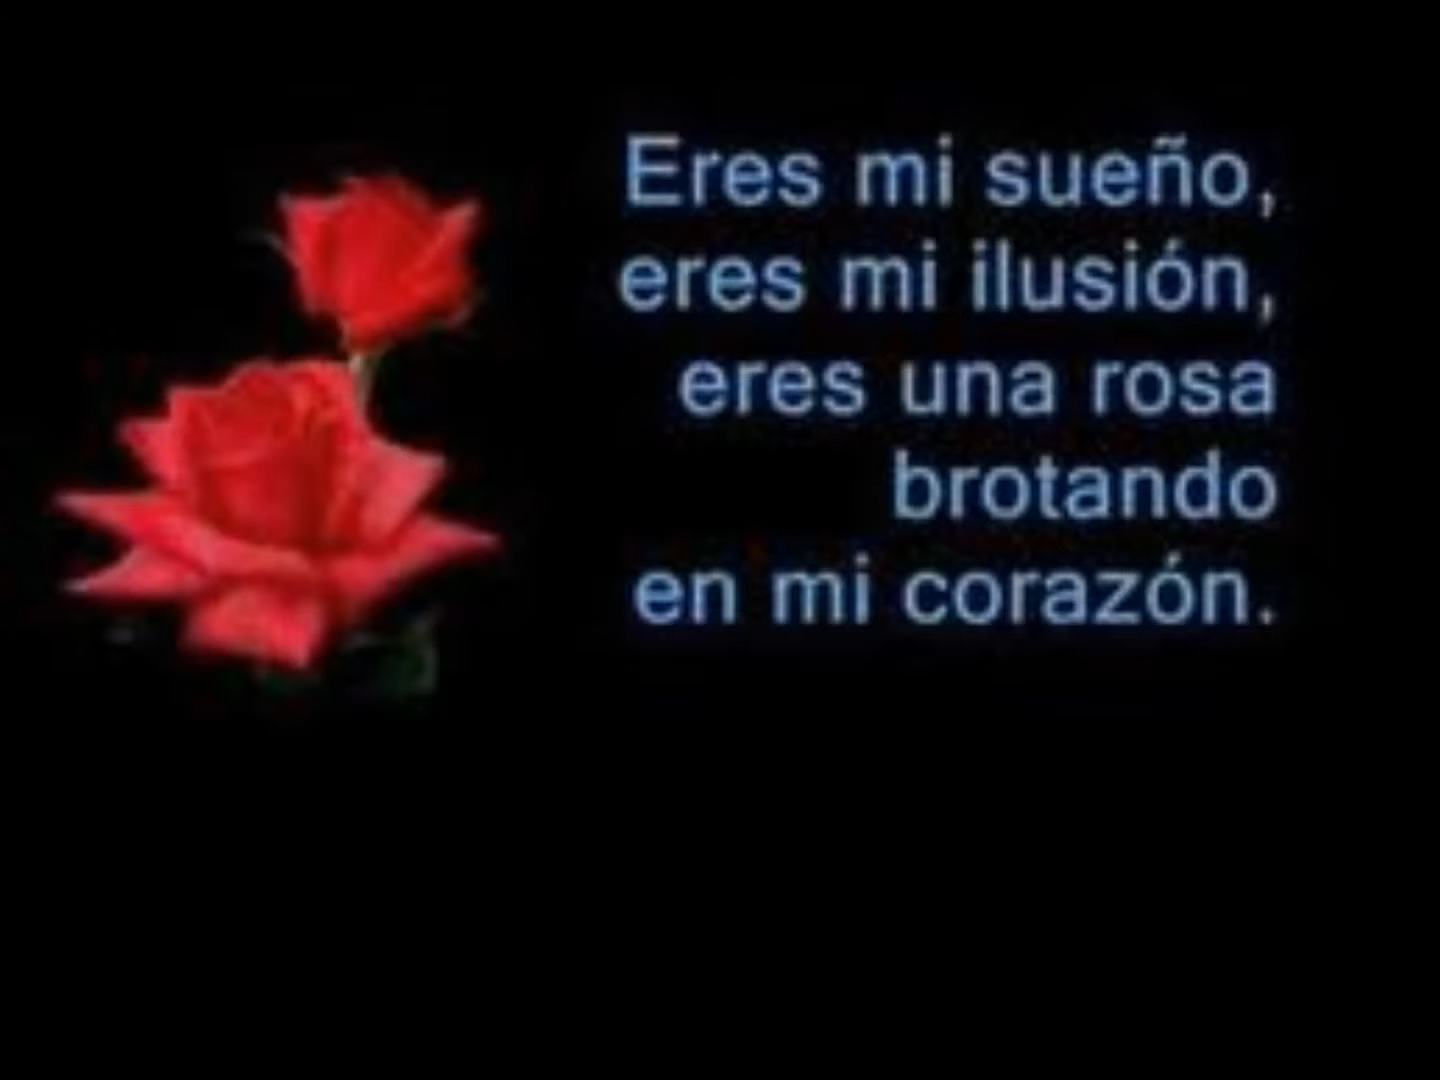 Eres mi sueño,
eres mi ilusión,
eres una rosa
brotando
en mi corazón.